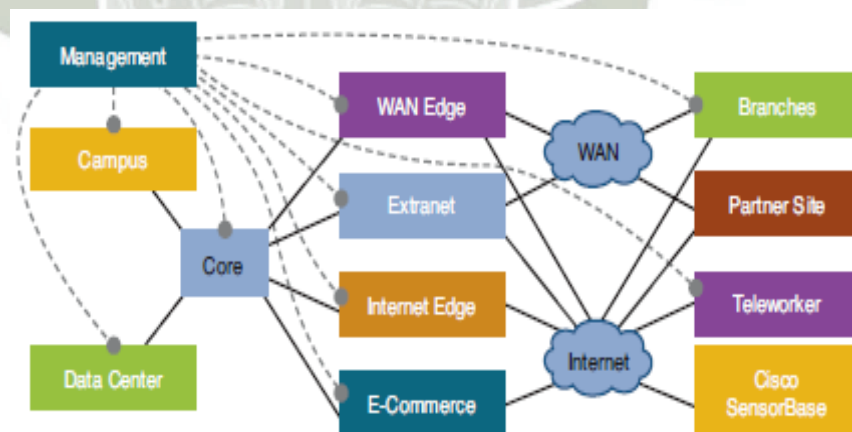 Management
Campus
Core
Data Center
WAN Edge
Extranet
Internet Edge
E-Commerce
WAN
Internet
Branches
Partner Site
Teleworker
Cisco
SensorBase